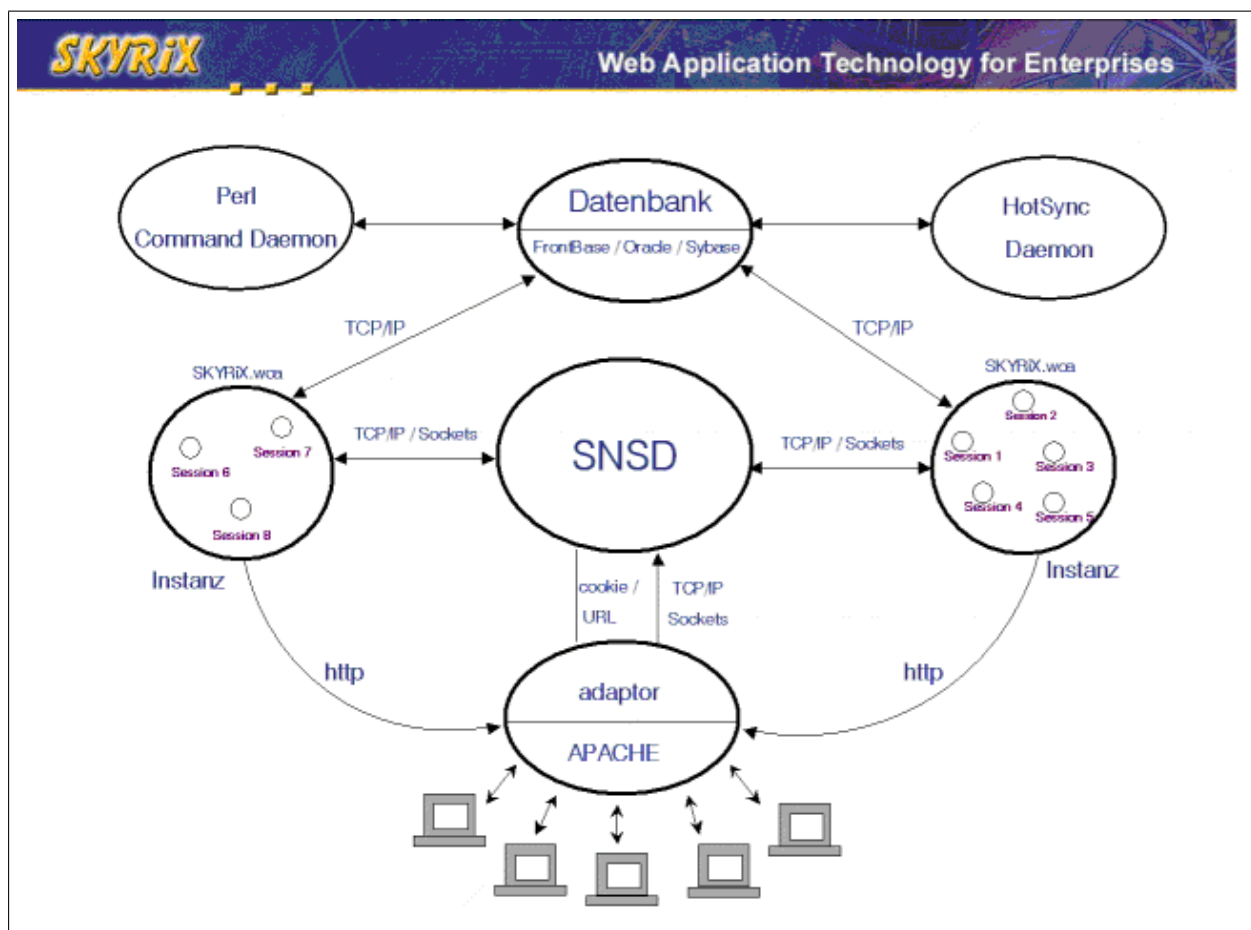 SKYRiX
Web Application Technology for Enterprises
Perl
Command Daemon
Datenbank
FrontBase / Oracle / Sybase
HotSync
Daemon
TCP/IP
TCP/IP
SKYRiX.woa
SKYRiX.woa
Session 7
Session 6
Session 8
TCP/IP / Sockets
SNSD
TCP/IP / Sockets
Session 2
Session 1
Session 3
Session 4
Session 5
Instanz
Instanz
cookie /
URL
TCP/IP
Sockets
http
http
adaptor
APACHE